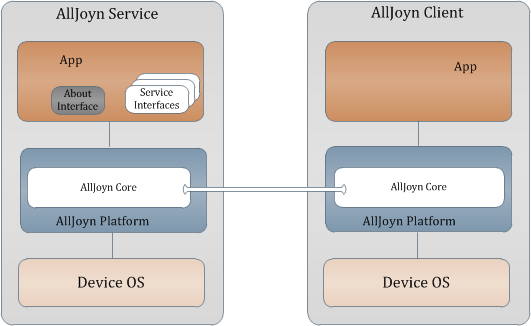 AllJoyn Service
App
About
Interface
Service
Interfaces
AllJoyn Core
AllJoyn Platform
Device OS
AllJoyn Client
App
AllJoyn Core
AllJoyn Platform
Device OS